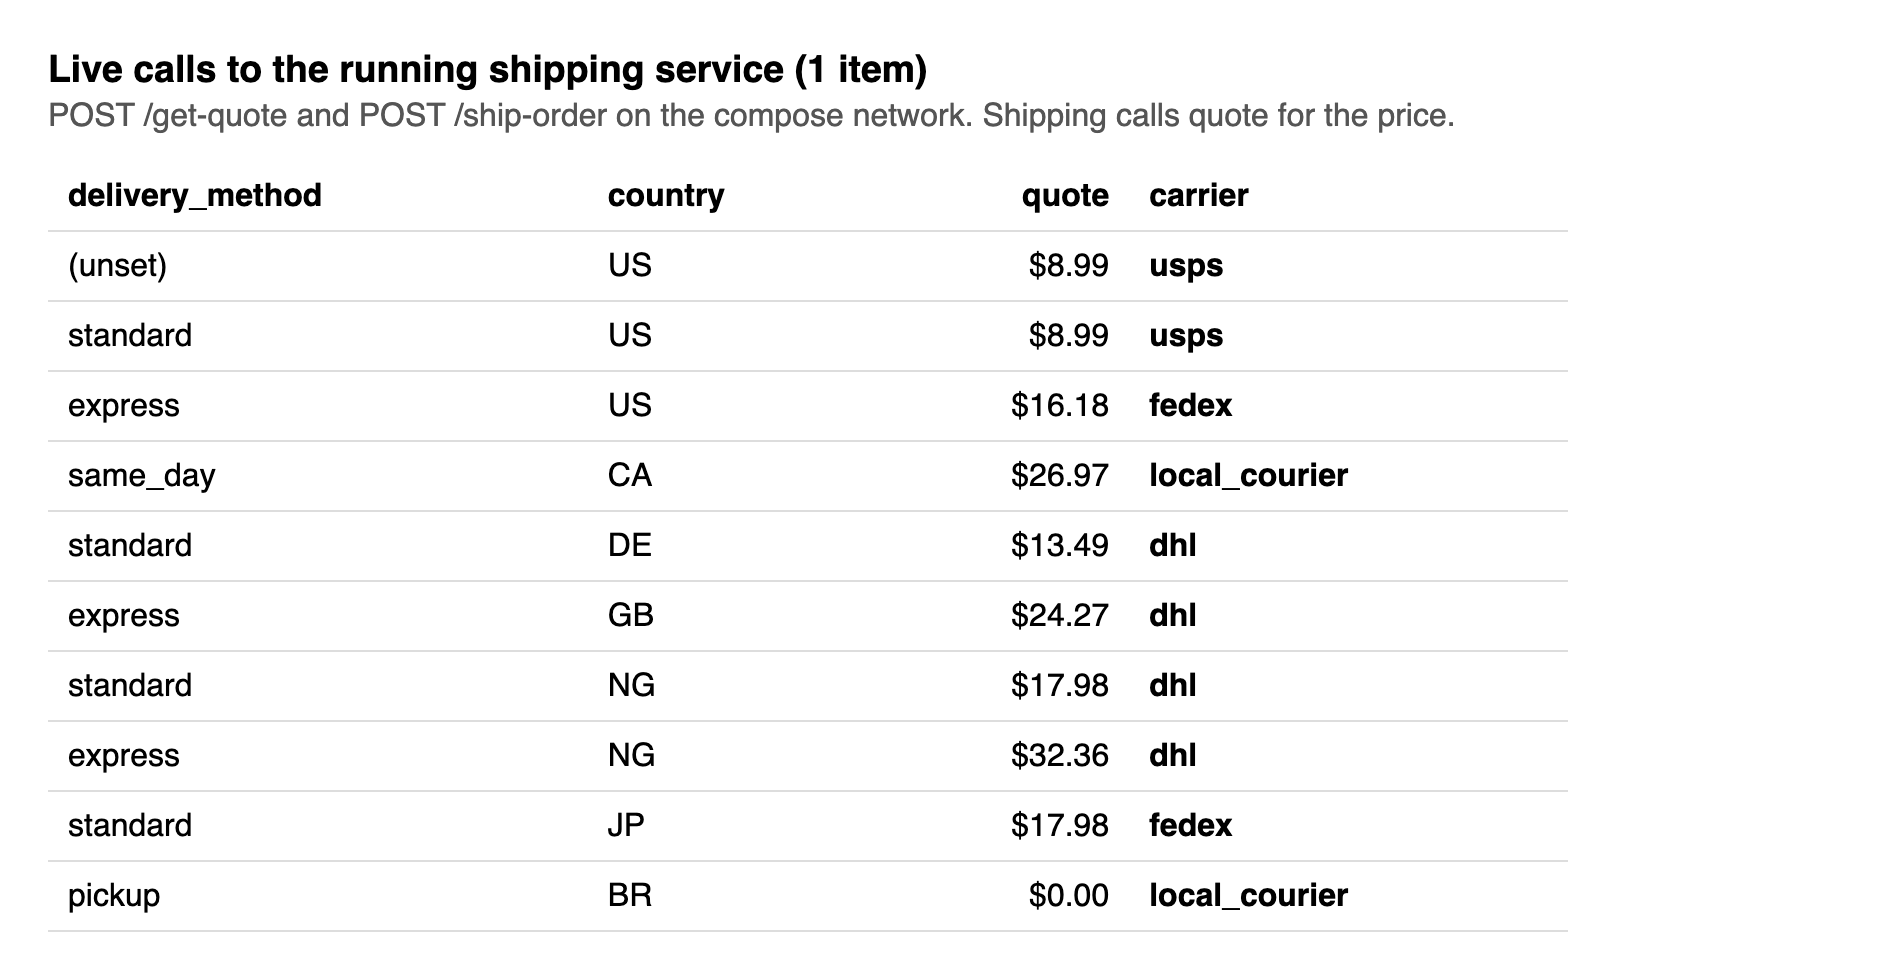 Live calls to the running shipping service (1 item)
POST /get-quote and POST /ship-order on the compose network. Shipping calls quote for the price.
delivery_method country quote carrier
(unset) US $8.99 usps
standard US $8.99 usps
express US $16.18 fedex
same_day CA $26.97 local_courier
standard DE $13.49 dhl
express GB $24.27 dhl
standard NG $17.98 dhl
express NG $32.36 dhl
standard JP $17.98 fedex
pickup BR $0.00 local_courier